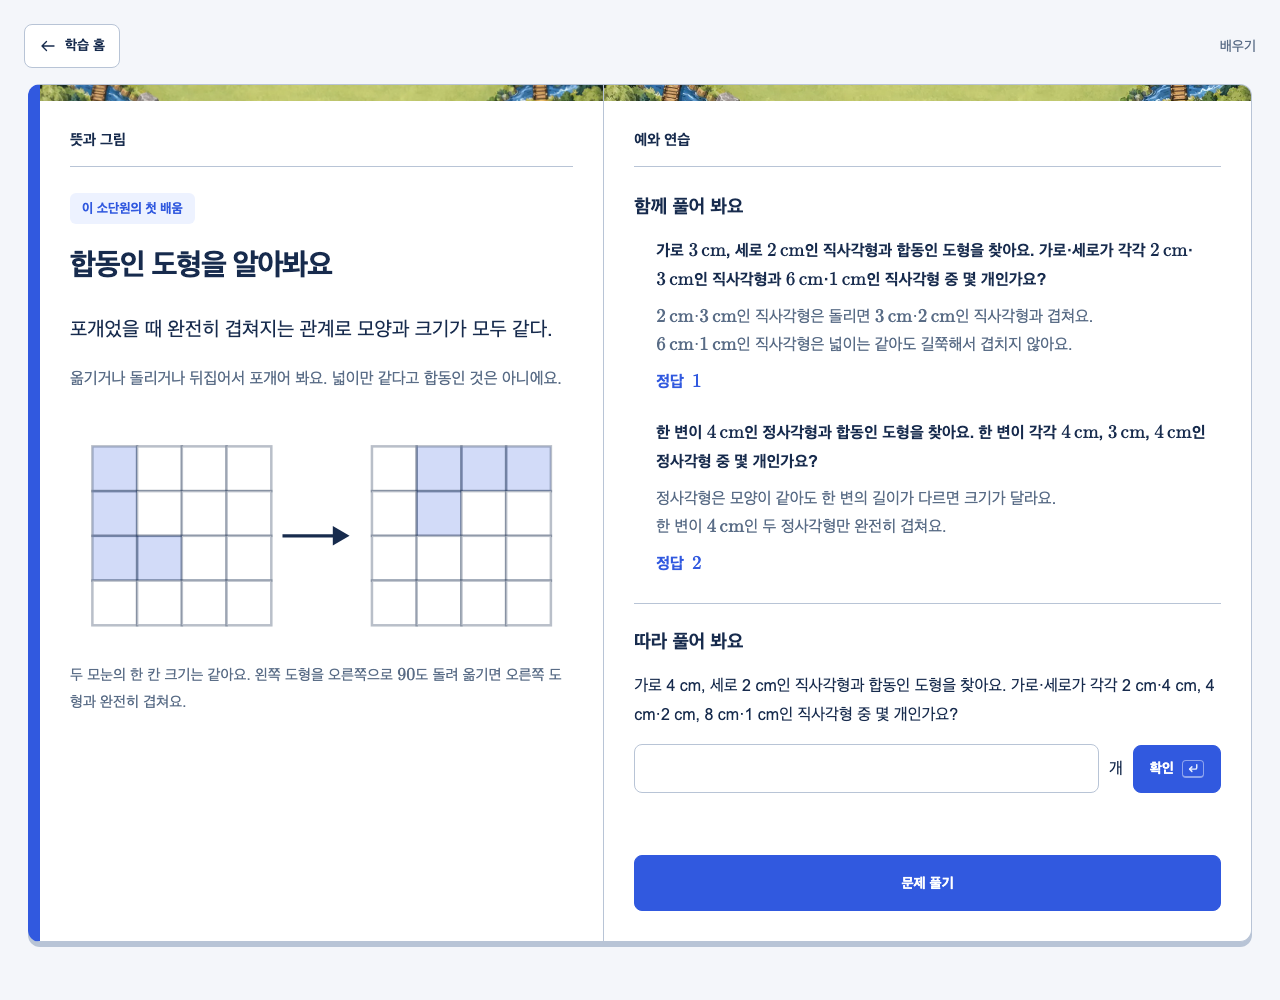 학습 홈
배우기
뜻과 그림
이 소단원의 첫 배움
합동인 도형을 알아봐요
포개었을 때 완전히 겹쳐지는 관계로 모양과 크기가 모두 같다.
옮기거나 돌리거나 뒤집어서 포개어 봐요. 넓이만 같다고 합동인 것은 아니에요.
두 모눈의 한 칸 크기는 같아요. 왼쪽 도형을 오른쪽으로 90도 돌려 옮기면 오른쪽 도
형과 완전히 겹쳐요.
예와 연습
함께 풀어 봐요
가로 3 cm, 세로 2 cm인 직사각형과 합동인 도형을 찾아요. 가로·세로가 각각 2 cm·
3 cm인 직사각형과 6 cm·1 cm인 직사각형 중 몇 개인가요?
2 cm·3 cm인 직사각형은 돌리면 3 cm·2 cm인 직사각형과 겹쳐요.
6 cm·1 cm인 직사각형은 넓이는 같아도 길쭉해서 겹치지 않아요.
정답 1
한 변이 4 cm인 정사각형과 합동인 도형을 찾아요. 한 변이 각각 4 cm, 3 cm, 4 cm인
정사각형 중 몇 개인가요?
정사각형은 모양이 같아도 한 변의 길이가 다르면 크기가 달라요.
한 변이 4 cm인 두 정사각형만 완전히 겹쳐요.
정답 2
따라 풀어 봐요
가로 4 cm, 세로 2 cm인 직사각형과 합동인 도형을 찾아요. 가로·세로가 각각 2 cm·4 cm, 4
cm·2 cm, 8 cm·1 cm인 직사각형 중 몇 개인가요?
개
확인
문제 풀기